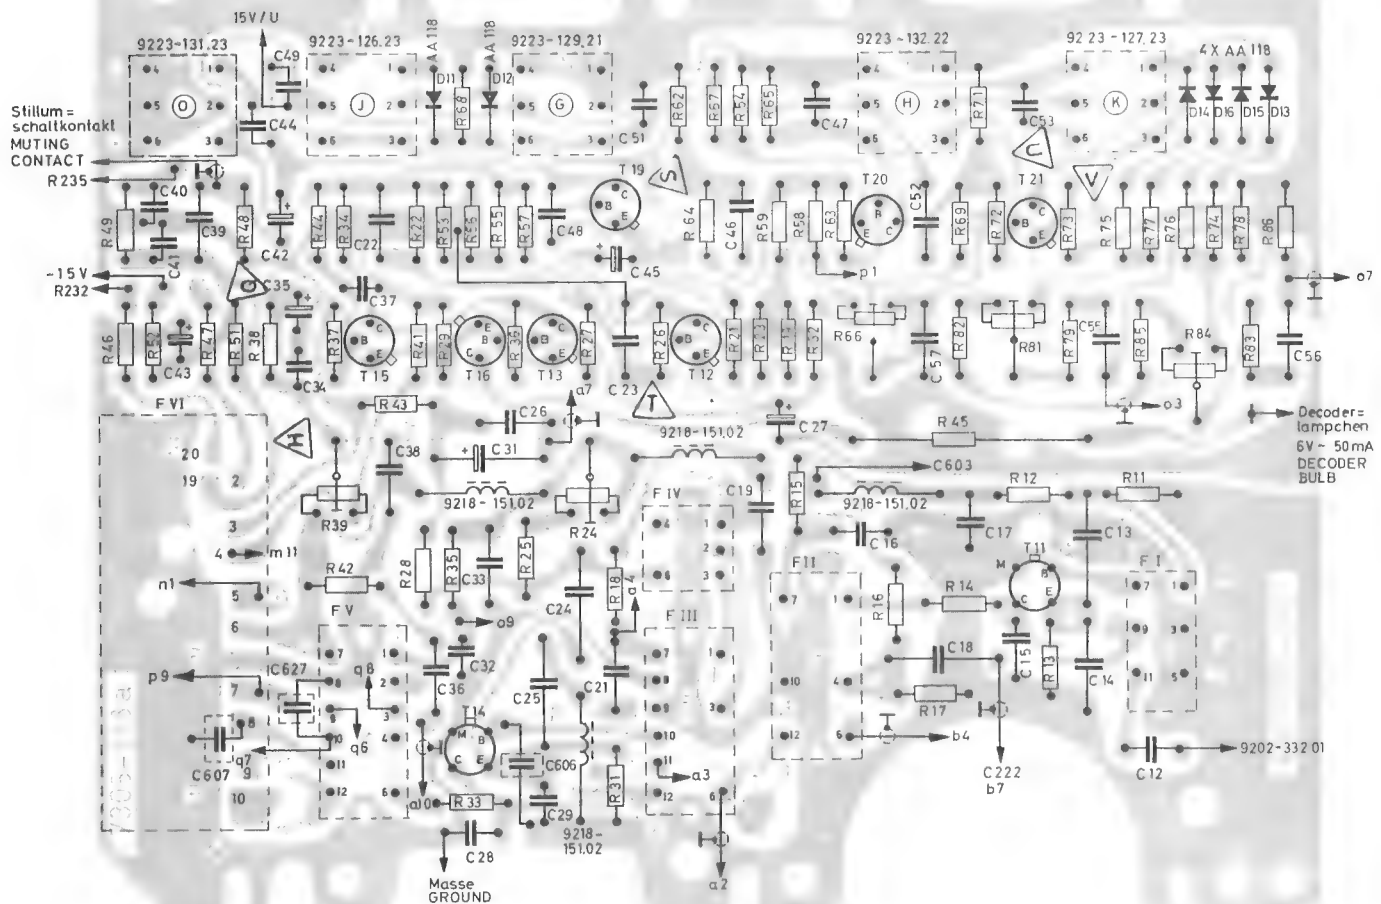 15V/U
9223-131.23
C49
9223-126.23
AA 118
AA 118
9223-129.21
9223-132.22
9223-127.23
4X AA 118
D11
R68
D12
C51
R62
R54
R65
C47
C53
D14
D16
D15
D13
O
J
G
H
K
C44
Stillum=
schaltkontakt
MUTING
CONTACT
R235
C40
R49
C41
C39
R48
C42
R44
R34
C22
R22
R53
R56
R55
R57
C48
T19
C45
S
R64
C46
R59
R58
R63
T20
C52
R69
R72
T21
R73
C
V
R75
R77
R76
R74
R78
R86
p1
o7
-15V
R232
Q
C35
C37
R46
R52
C43
R47
R51
R38
C34
R37
T15
R41
T16
R36
T13
R27
C23
R26
T12
R21
R32
R66
C57
R82
R81
R79
R85
R84
R83
C56
F VI
R43
a7
T
C26
C27
R45
o3
Decoder=
lampchen
6V~ 50mA
DECODER
BULB
H
C31
C38
9218-151.02
C603
20
19
2
3
4
m11
n1
5
6
p9
7
8
9
10
R39
9218-151.02
R24
F IV
C19
R15
9218-151.02
R12
R11
C17
C13
C16
R42
R28
R35
C33
R25
C24
R18
a4
F II
R16
R14
T11
F I
F V
C627
q8
o9
C32
C36
C25
C21
F III
C18
C15
R13
C14
R17
q6
T14
q7
C607
a10
C606
R31
a3
b4
C222
b7
C12
9202-332 01
R33
C29
C28
9218-
151.02
a2
Masse
GROUND